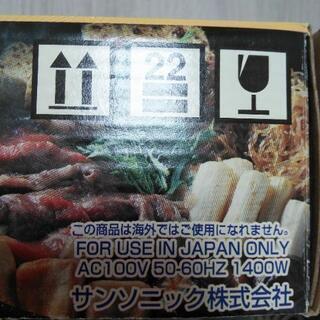 22
この商品は海外ではご使用になれません。
FOR USE IN JAPAN ONLY
AC100V 50-60HZ 1400W
サンソニック株式会社